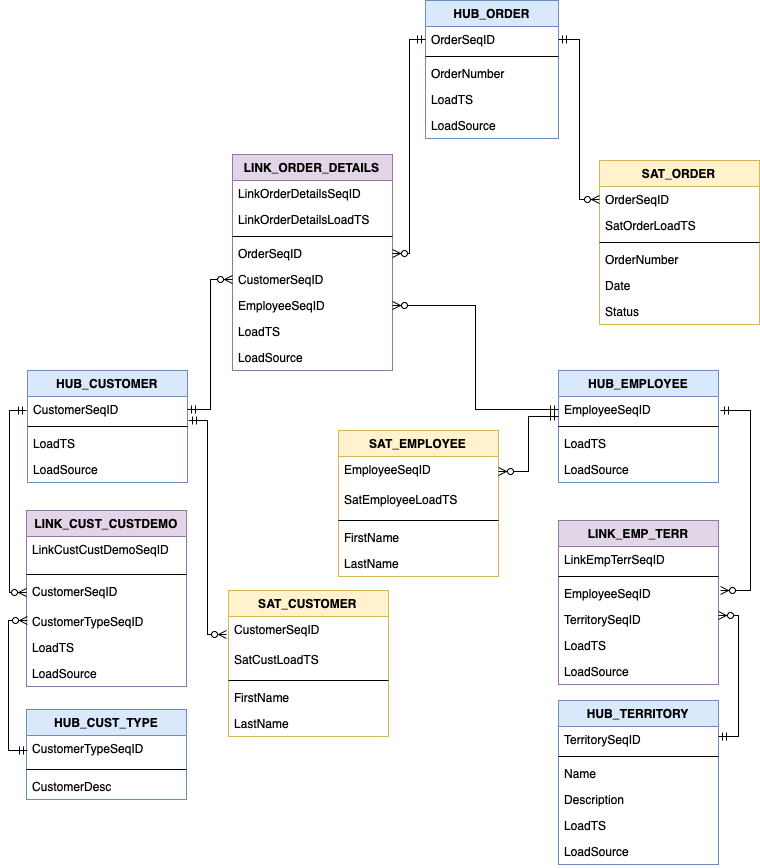 HUB_ORDER
OrderSeqID
OrderNumber
LoadTS
LoadSource
LINK_ORDER_DETAILS
LinkOrderDetailsSeqID
LinkOrderDetailsLoadTS
OrderSeqID
CustomerSeqID
EmployeeSeqID
LoadTS
LoadSource
SAT_ORDER
OrderSeqID
SatOrderLoadTS
OrderNumber
Date
Status
HUB_CUSTOMER
CustomerSeqID
LoadTS
LoadSource
HUB_EMPLOYEE
EmployeeSeqID
LoadTS
LoadSource
SAT_EMPLOYEE
EmployeeSeqID
SatEmployeeLoadTS
FirstName
LastName
LINK_CUST_CUSTDEMO
LinkCustCustDemoSeqID
CustomerSeqID
CustomerTypeSeqID
LoadTS
LoadSource
LINK_EMP_TERR
LinkEmpTerrSeqID
EmployeeSeqID
TerritorySeqID
LoadTS
LoadSource
SAT_CUSTOMER
CustomerSeqID
SatCustLoadTS
FirstName
LastName
HUB_CUST_TYPE
CustomerTypeSeqID
CustomerDesc
HUB_TERRITORY
TerritorySeqID
Name
Description
LoadTS
LoadSource